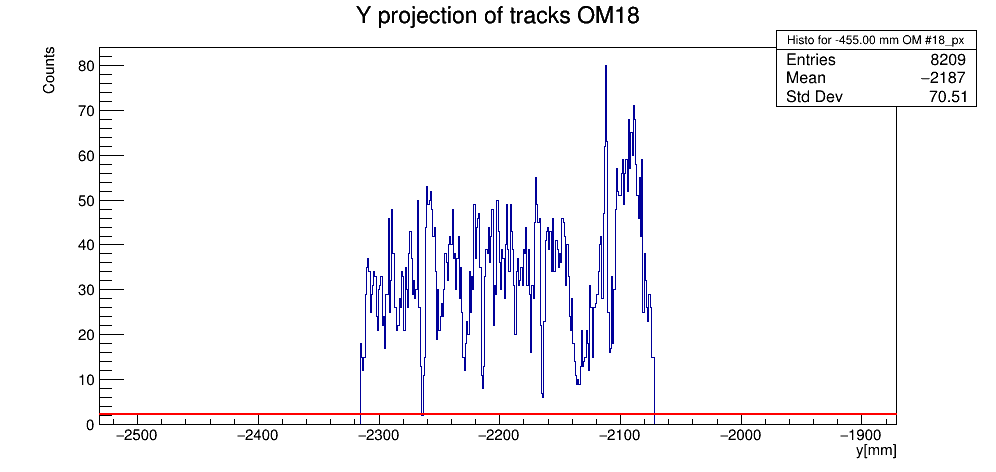 Y projection of tracks OM18
Histo for -455.00 mm OM #18_px
Entries 8209
Mean −2187
Std Dev 70.51
Counts
80
70
60
50
40
30
20
10
0
−2500 −2400 −2300 −2200 −2100 −2000 −1900
y[mm]